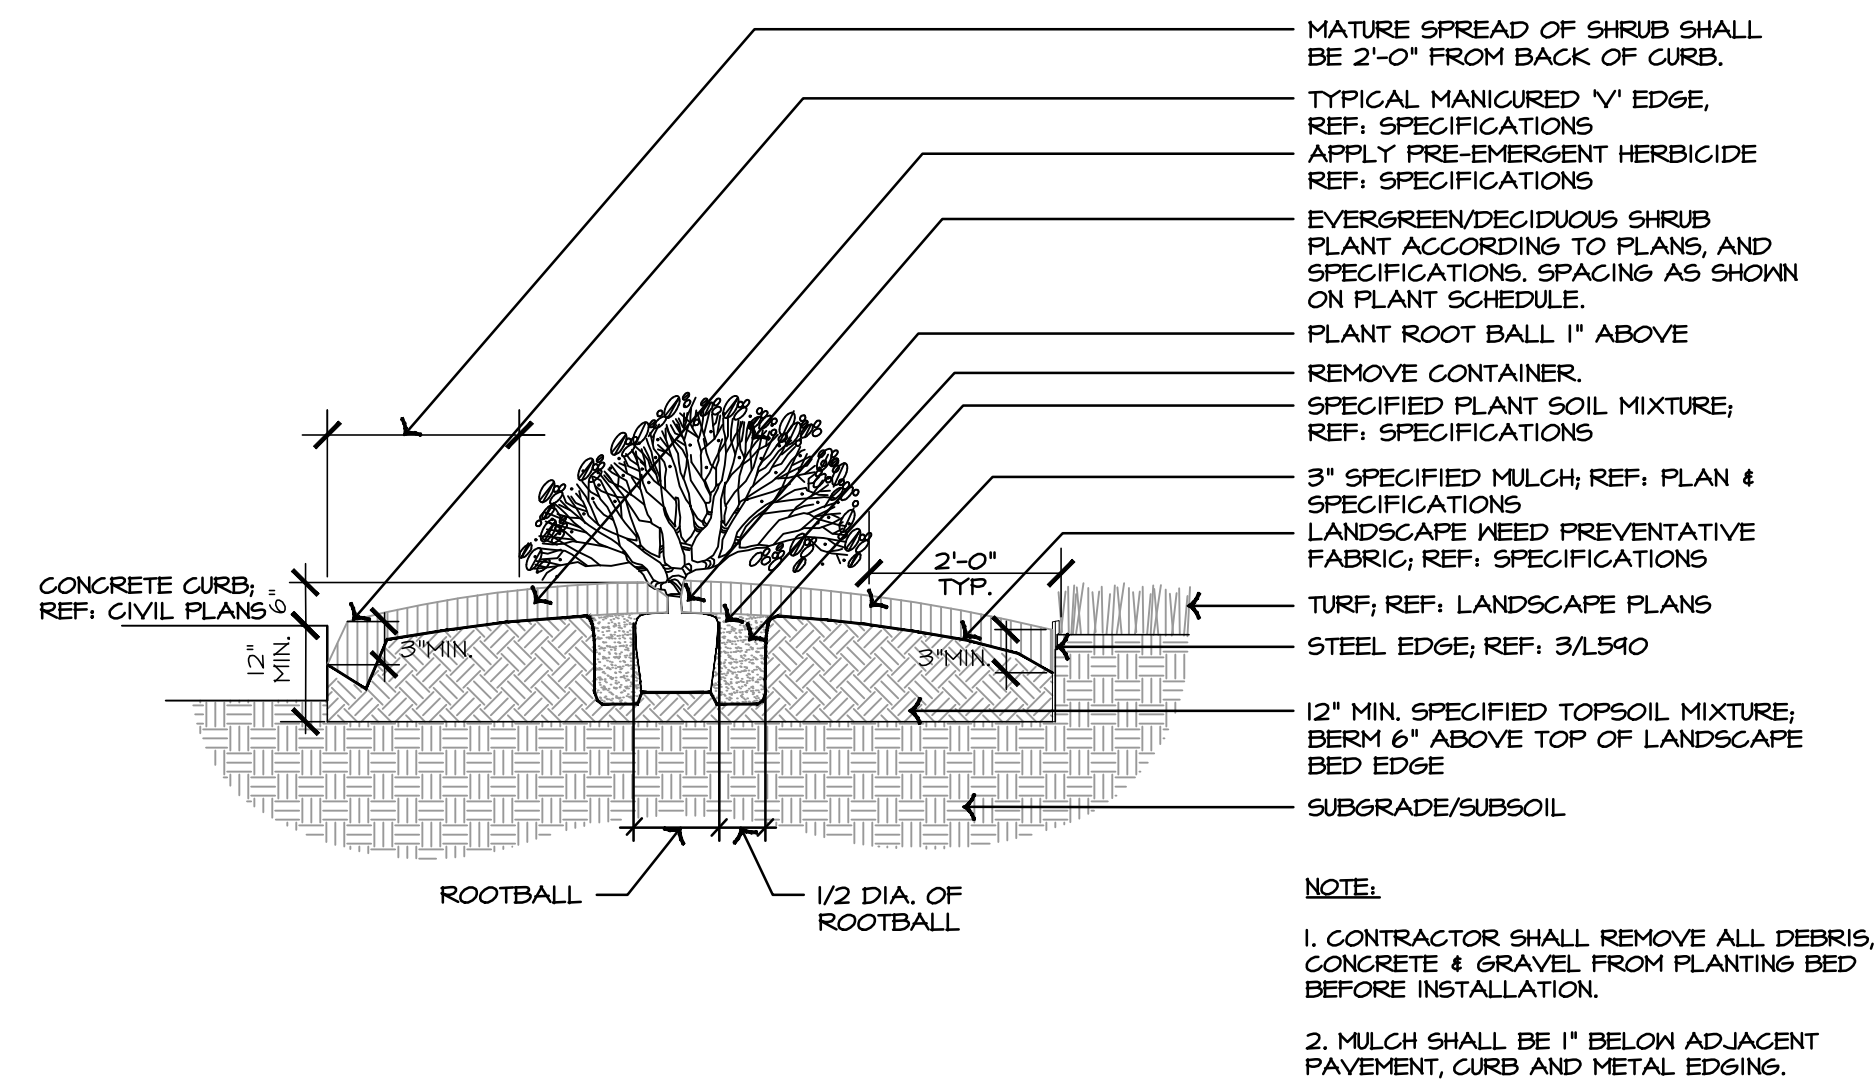 MATURE SPREAD OF SHRUB SHALL
BE 2'-0" FROM BACK OF CURB.
TYPICAL MANICURED 'V' EDGE,
REF: SPECIFICATIONS
APPLY PRE-EMERGENT HERBICIDE
REF: SPECIFICATIONS
EVERGREEN/DECIDUOUS SHRUB
PLANT ACCORDING TO PLANS, AND
SPECIFICATIONS. SPACING AS SHOWN
ON PLANT SCHEDULE.
PLANT ROOT BALL 1" ABOVE
REMOVE CONTAINER.
SPECIFIED PLANT SOIL MIXTURE;
REF: SPECIFICATIONS
3" SPECIFIED MULCH; REF: PLAN &
SPECIFICATIONS
LANDSCAPE WEED PREVENTATIVE
FABRIC; REF: SPECIFICATIONS
2'-0"
TYP.
CONCRETE CURB;
REF: CIVIL PLANS
6"
12"
MIN.
3"MIN.
3"MIN.
TURF; REF: LANDSCAPE PLANS
STEEL EDGE; REF: 3/L590
12" MIN. SPECIFIED TOPSOIL MIXTURE;
BERM 6" ABOVE TOP OF LANDSCAPE
BED EDGE
SUBGRADE/SUBSOIL
ROOTBALL
1/2 DIA. OF
ROOTBALL
NOTE:
1. CONTRACTOR SHALL REMOVE ALL DEBRIS,
CONCRETE & GRAVEL FROM PLANTING BED
BEFORE INSTALLATION.
2. MULCH SHALL BE 1" BELOW ADJACENT
PAVEMENT, CURB AND METAL EDGING.